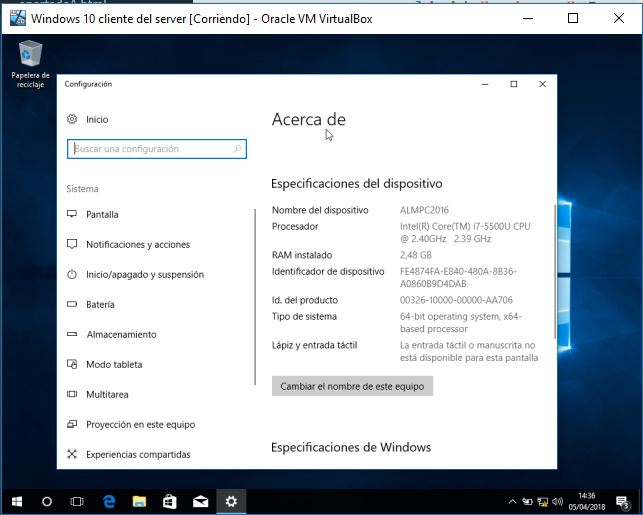 Windows 10 cliente del server [Corriendo] - Oracle VM VirtualBox
Papelera de
reciclaje
Configuración
Inicio
Buscar una configuración
Sistema
Pantalla
Notificaciones y acciones
Inicio/apagado y suspensión
Batería
Almacenamiento
Modo tableta
Multitarea
Proyección en este equipo
Experiencias compartidas
Acerca de
Especificaciones del dispositivo
Nombre del dispositivo ALMPC2016
Procesador Intel(R) Core(TM) i7-5500U CPU
@ 2.40GHz 2.39 GHz
RAM instalado 2,48 GB
Identificador de dispositivo FE4874FA-E840-480A-8B36-
A0860B9D4DAB
Id. del producto 00326-10000-00000-AA706
Tipo de sistema 64-bit operating system, x64-
based processor
Lápiz y entrada táctil La entrada táctil o manuscrita no
está disponible para esta pantalla
Cambiar el nombre de este equipo
Especificaciones de Windows
14:36
05/04/2018
3